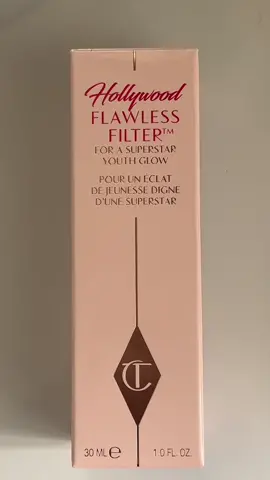 Hollywood
FLAWLESS
FILTER™
FOR A SUPERSTAR
YOUTH GLOW
POUR UN ECLAT
DE JEUNESSE DIGNE
D'UNE SUPERSTAR
CT
30 ML ℮ 1.0 FL. OZ.